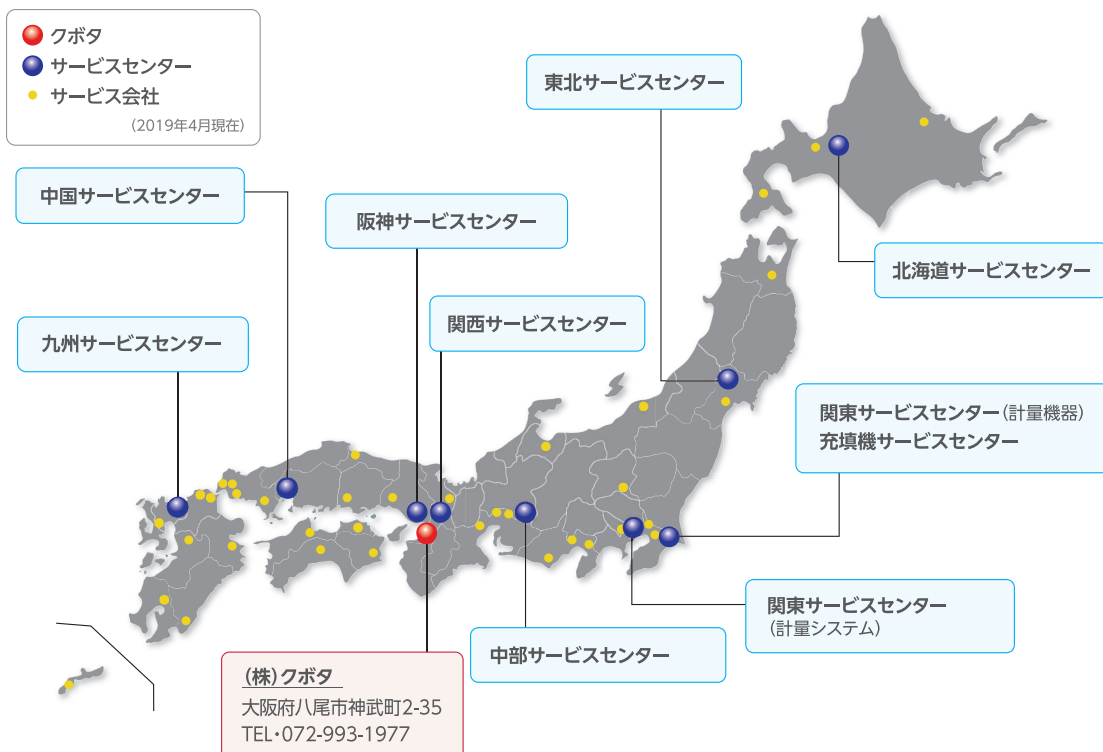 クボタ
サービスセンター
サービス会社
(2019年4月現在)
東北サービスセンター
中国サービスセンター
阪神サービスセンター
北海道サービスセンター
関西サービスセンター
九州サービスセンター
関東サービスセンター(計量機器)
充填機サービスセンター
関東サービスセンター
(計量システム)
中部サービスセンター
(株)クボタ
大阪府八尾市神武町2-35
TEL・072-993-1977